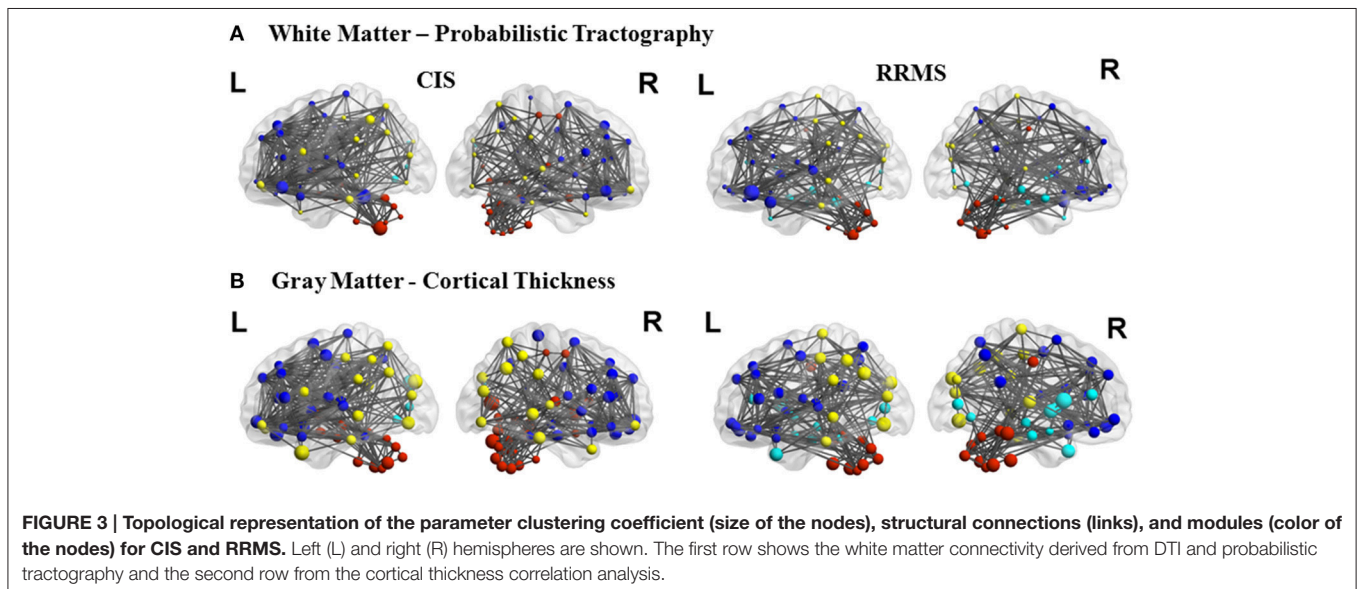 A White Matter – Probabilistic Tractography
L CIS R L RRMS R
B Gray Matter - Cortical Thickness
L R L R
FIGURE 3 | Topological representation of the parameter clustering coefficient (size of the nodes), structural connections (links), and modules (color of
the nodes) for CIS and RRMS. Left (L) and right (R) hemispheres are shown. The first row shows the white matter connectivity derived from DTI and probabilistic
tractography and the second row from the cortical thickness correlation analysis.